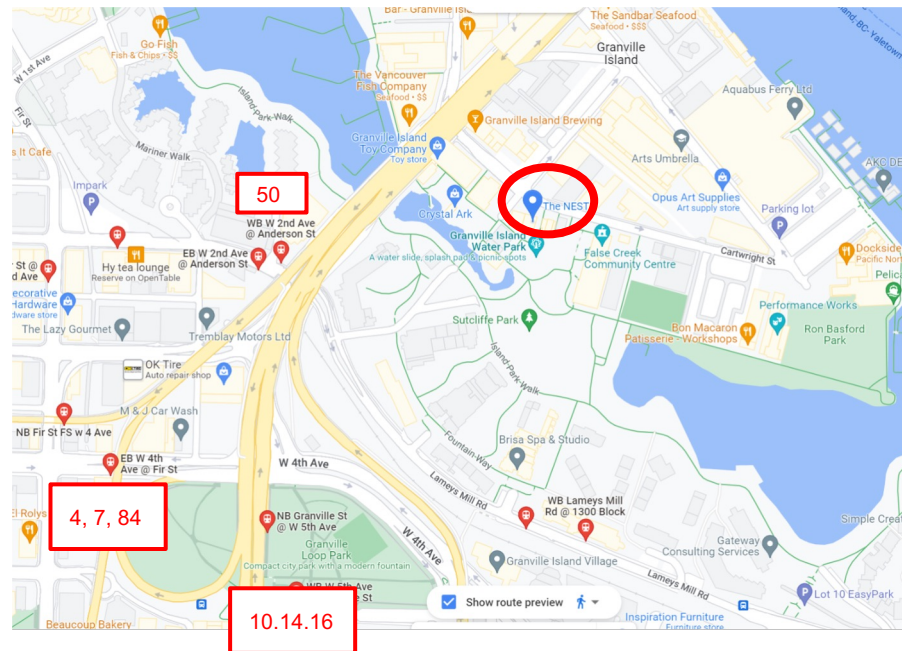 Bar - Granville Isl
The Sandbar Seafood
Seafood • $$$
Granville
Island
Go Fish
Fish & Chips • $$
W 1st Ave
Island Park Walk
The Vancouver
Fish Company
Seafood • $$
Aquabus Ferry Ltd
Fir St
Granville Island Brewing
Granville Island
Toy Company
Toy store
s It Cafe
Mariner Walk
Arts Umbrella
AKC DE
Impark
50
The NEST
Opus Art Supplies
Art supply store
Parking lot
Crystal Ark
WB W 2nd Ave
@ Anderson St
Granville Island
Water Park
A water slide, splash pad & picnic spots
False Creek
Community Centre
EB W 2nd Ave
@ Anderson St
Cartwright St
Dockside
Pacific Nor
Hy tea lounge
Reserve on OpenTable
St @
d Ave
Pelica
ecorative
Hardware
dware store
Performance Works
The Lazy Gourmet
Tremblay Motors Ltd
Sutcliffe Park
Bon Macaron
Patisserie - Workshops
Ron Basford
Park
OK Tire
Auto repair shop
Island Park Walk
M & J Car Wash
NB Fir St FS w 4 Ave
Fountain Way
Brisa Spa & Studio
EB W 4th
Ave @ Fir St
W 4th Ave
Lameys Mill Rd
4, 7, 84
WB Lameys Mill
Rd @ 1300 Block
El Rolys
NB Granville St
@ W 5th Ave
W 4th Ave
Simple Creat
Granville
Loop Park
Compact city park with a modern fountain
Gateway
Consulting Services
Granville Island Village
Lameys Mill Rd
WB W 5th Ave
e St
Lot 10 EasyPark
Show route preview
10.14.16
Beaucoup Bakery
Inspiration Furniture
Furniture store